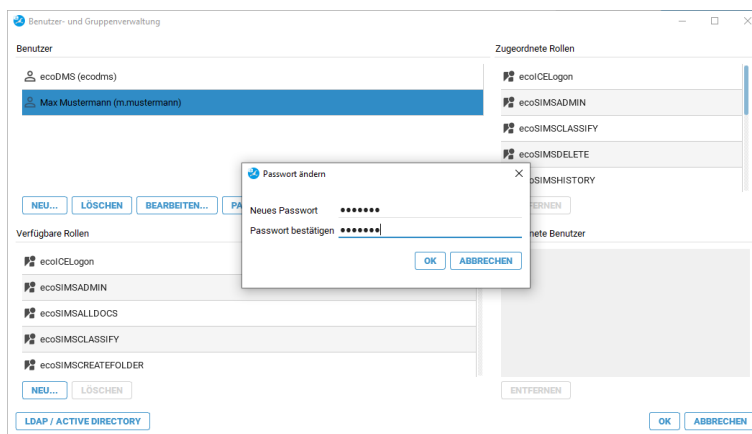 Benutzer- und Gruppenverwaltung
Benutzer
ecoDMS (ecodms)
Max Mustermann (m.mustermann)
NEU...
LÖSCHEN
BEARBEITEN...
Zugeordnete Rollen
ecoICELogon
ecoSIMSADMIN
ecoSIMSCLASSIFY
ecoSIMSDELETE
Passwort ändern
Neues Passwort •••••••
Passwort bestätigen •••••••
OK
ABBRECHEN
Verfügbare Rollen
ecoICELogon
ecoSIMSADMIN
ecoSIMSALLDOCS
ecoSIMSCLASSIFY
ecoSIMSCREATEFOLDER
NEU...
LÖSCHEN
Benutzer
ENTFERNEN
LDAP / ACTIVE DIRECTORY
OK
ABBRECHEN